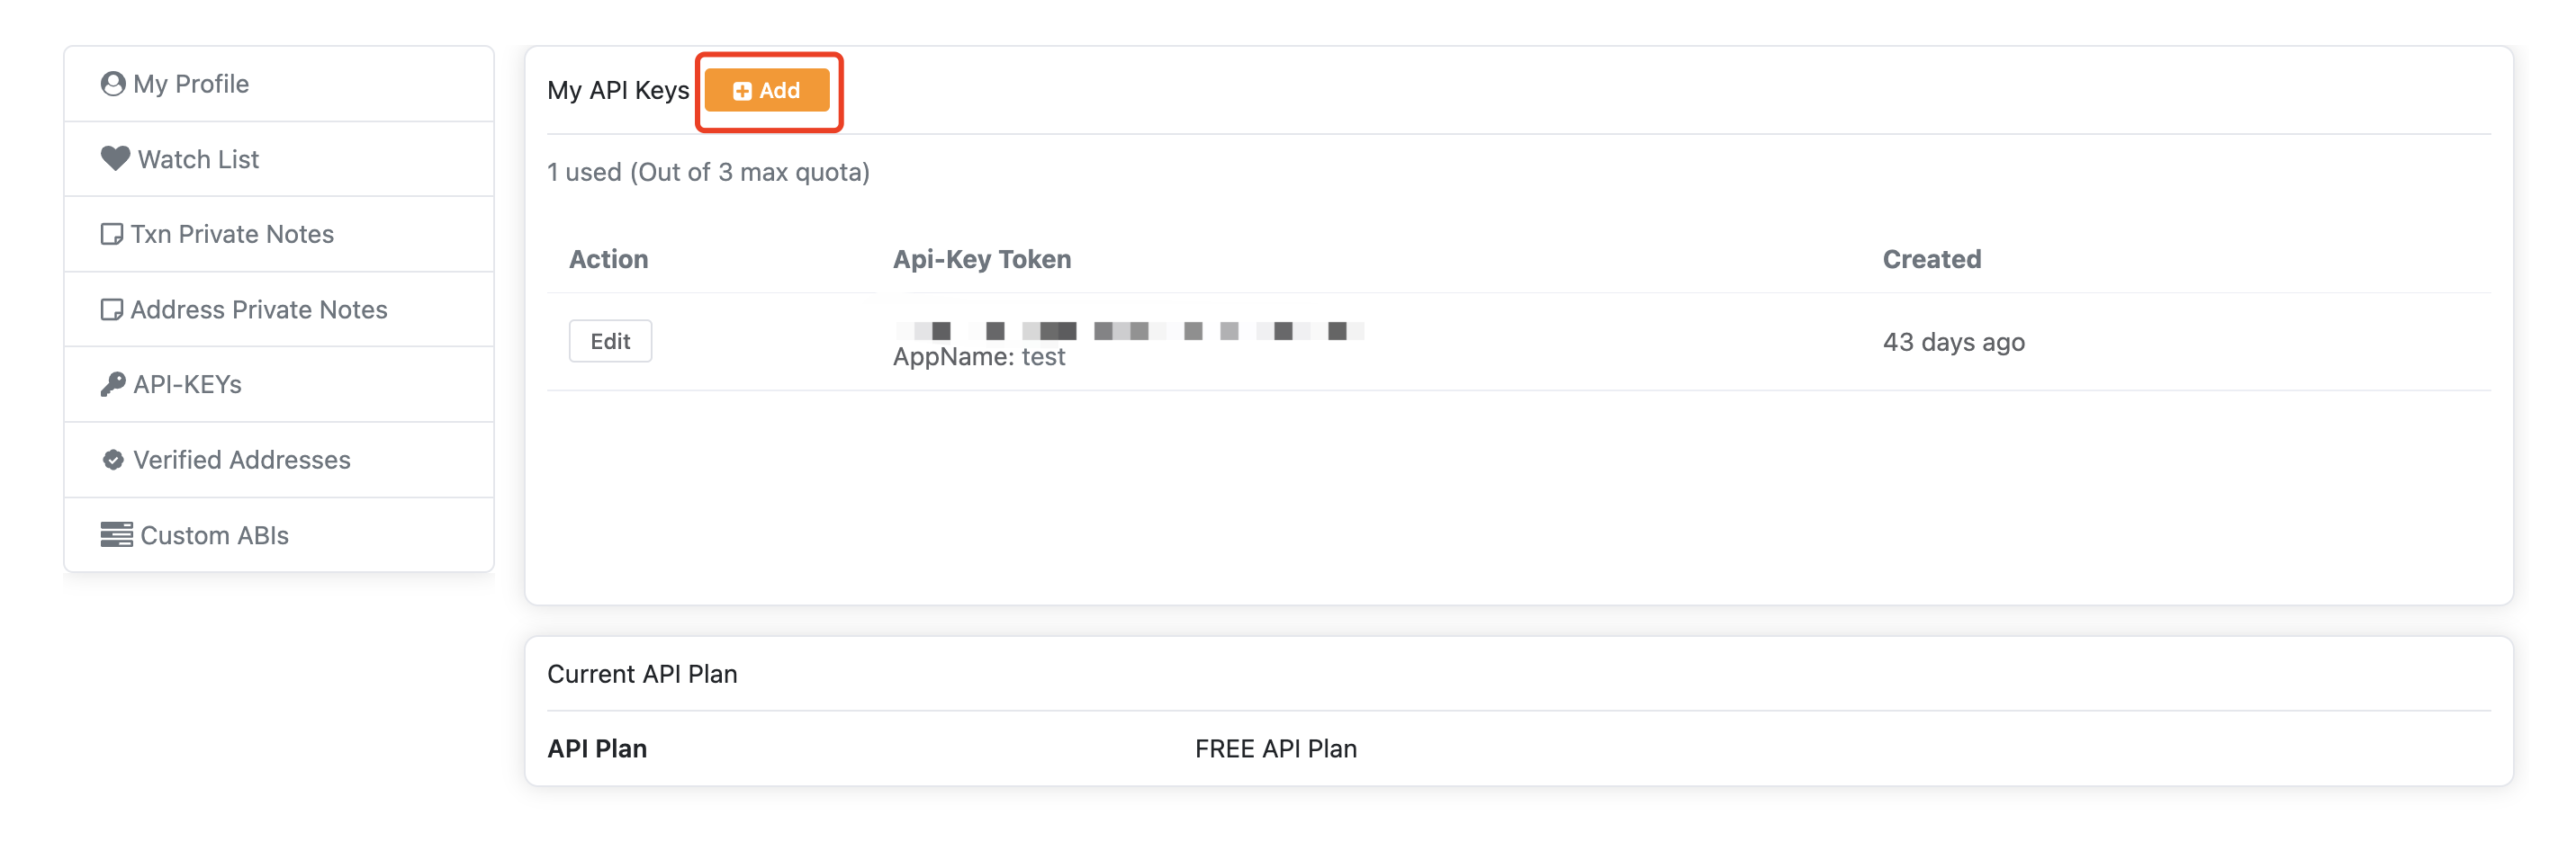 My Profile
Watch List
Txn Private Notes
Address Private Notes
API-KEYs
Verified Addresses
Custom ABIs
My API Keys Add
1 used (Out of 3 max quota)
Action Api-Key Token Created
Edit
AppName: test
43 days ago
Current API Plan
API Plan FREE API Plan